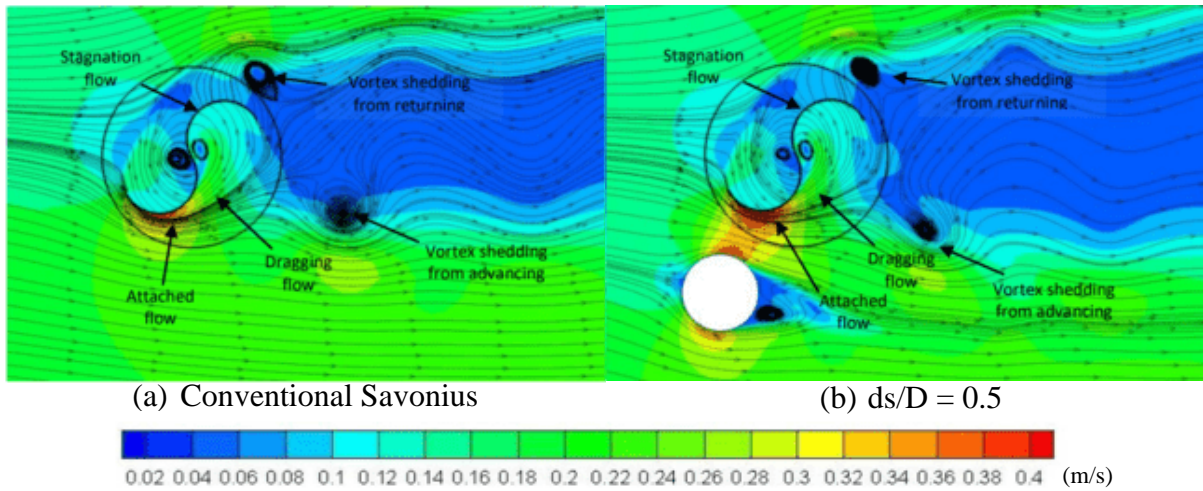 Stagnation
flow
Vortex shedding
from returning
Vortex shedding
from advancing
Dragging
flow
Attached
flow
Stagnation
flow
Vortex shedding
from returning
Dragging
flow
Attached
flow
Vortex shedding
from advancing
(a) Conventional Savonius
(b) ds/D = 0.5
0.02 0.04 0.06 0.08 0.1 0.12 0.14 0.16 0.18 0.2 0.22 0.24 0.26 0.28 0.3 0.32 0.34 0.36 0.38 0.4 (m/s)